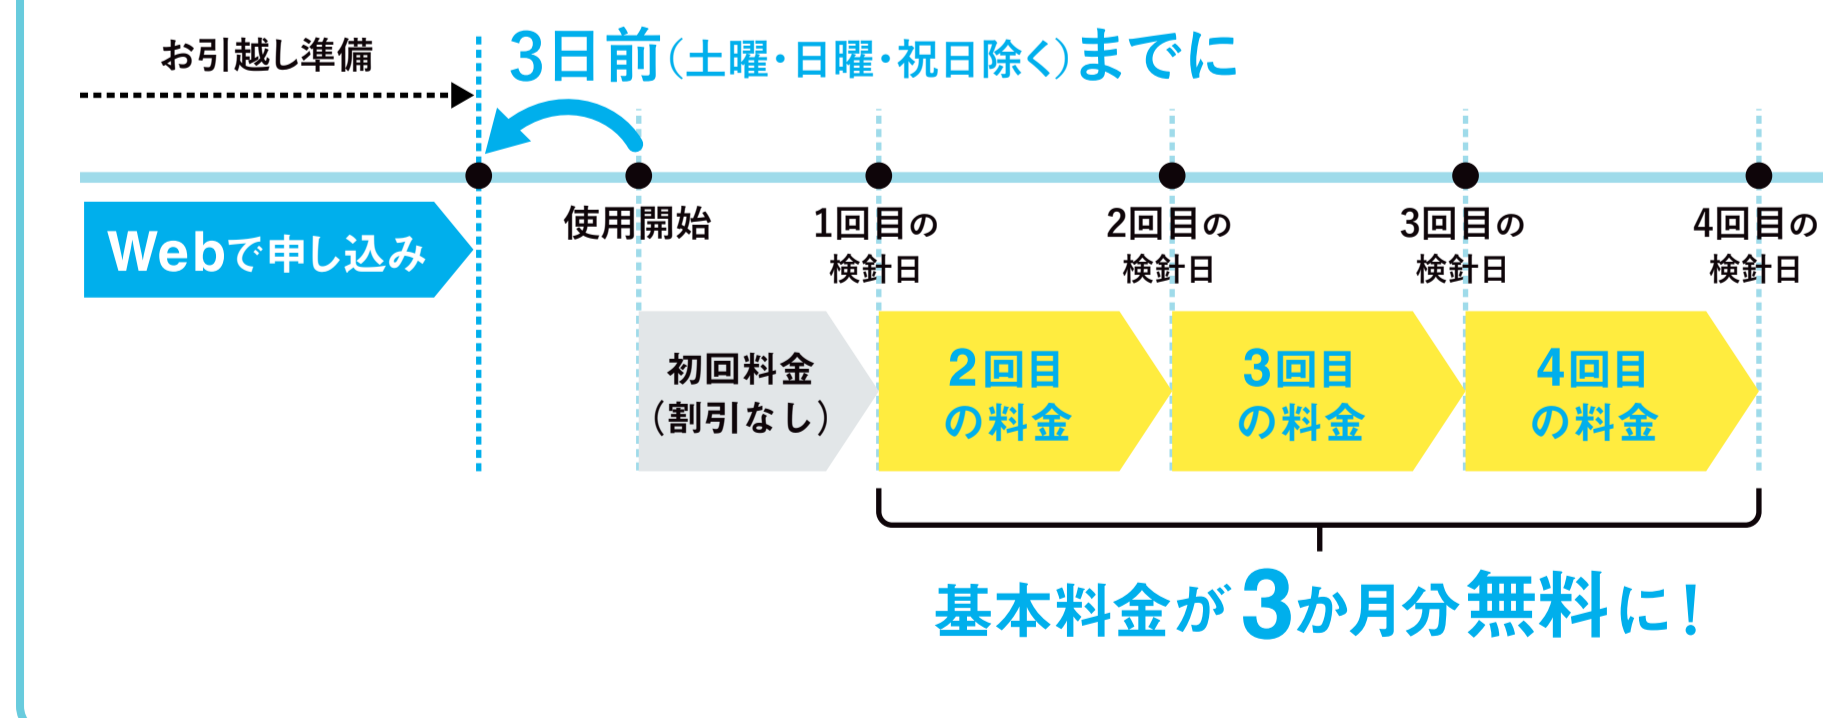 お引越し準備
3日前(土曜・日曜・祝日除く)までに
Webで申し込み
使用開始
1回目の
検針日
2回目の
検針日
3回目の
検針日
4回目の
検針日
初回料金
(割引なし)
2回目
の料金
3回目
の料金
4回目
の料金
基本料金が3か月分無料に!